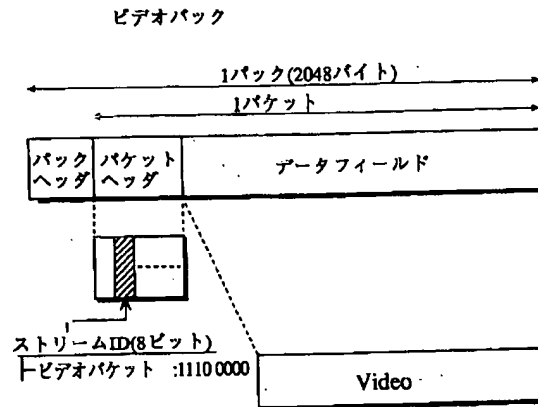 ビデオパック
1パック(2048バイト)
1パケット
パック
ヘッダ
パケット
ヘッダ
データフィールド
ストリームID(8ビット)
ビデオパケット :1110 0000
Video